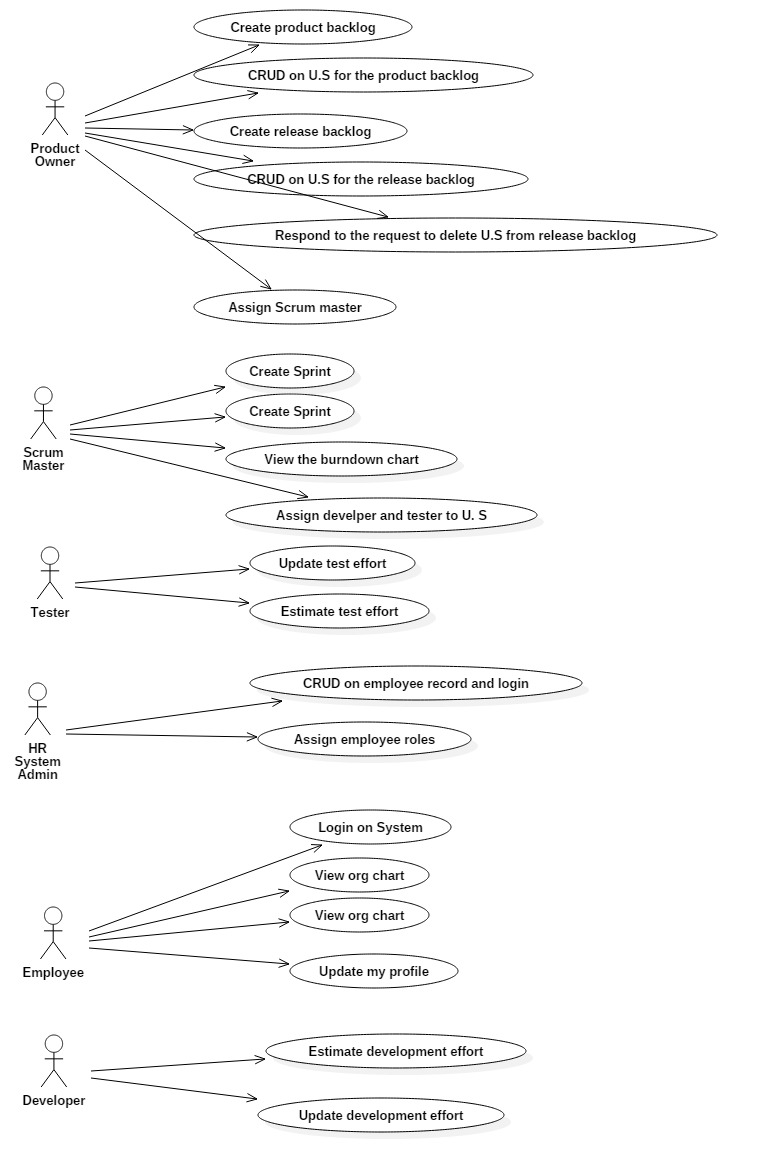 Create product backlog
CRUD on U.S for the product backlog
Create release backlog
Product
Owner
CRUD on U.S for the release backlog
Respond to the request to delete U.S from release backlog
Assign Scrum master
Create Sprint
Create Sprint
Scrum
Master
View the burndown chart
Assign develper and tester to U. S
Update test effort
Tester
Estimate test effort
CRUD on employee record and login
HR
System
Admin
Assign employee roles
Login on System
View org chart
View org chart
Employee
Update my profile
Estimate development effort
Developer
Update development effort